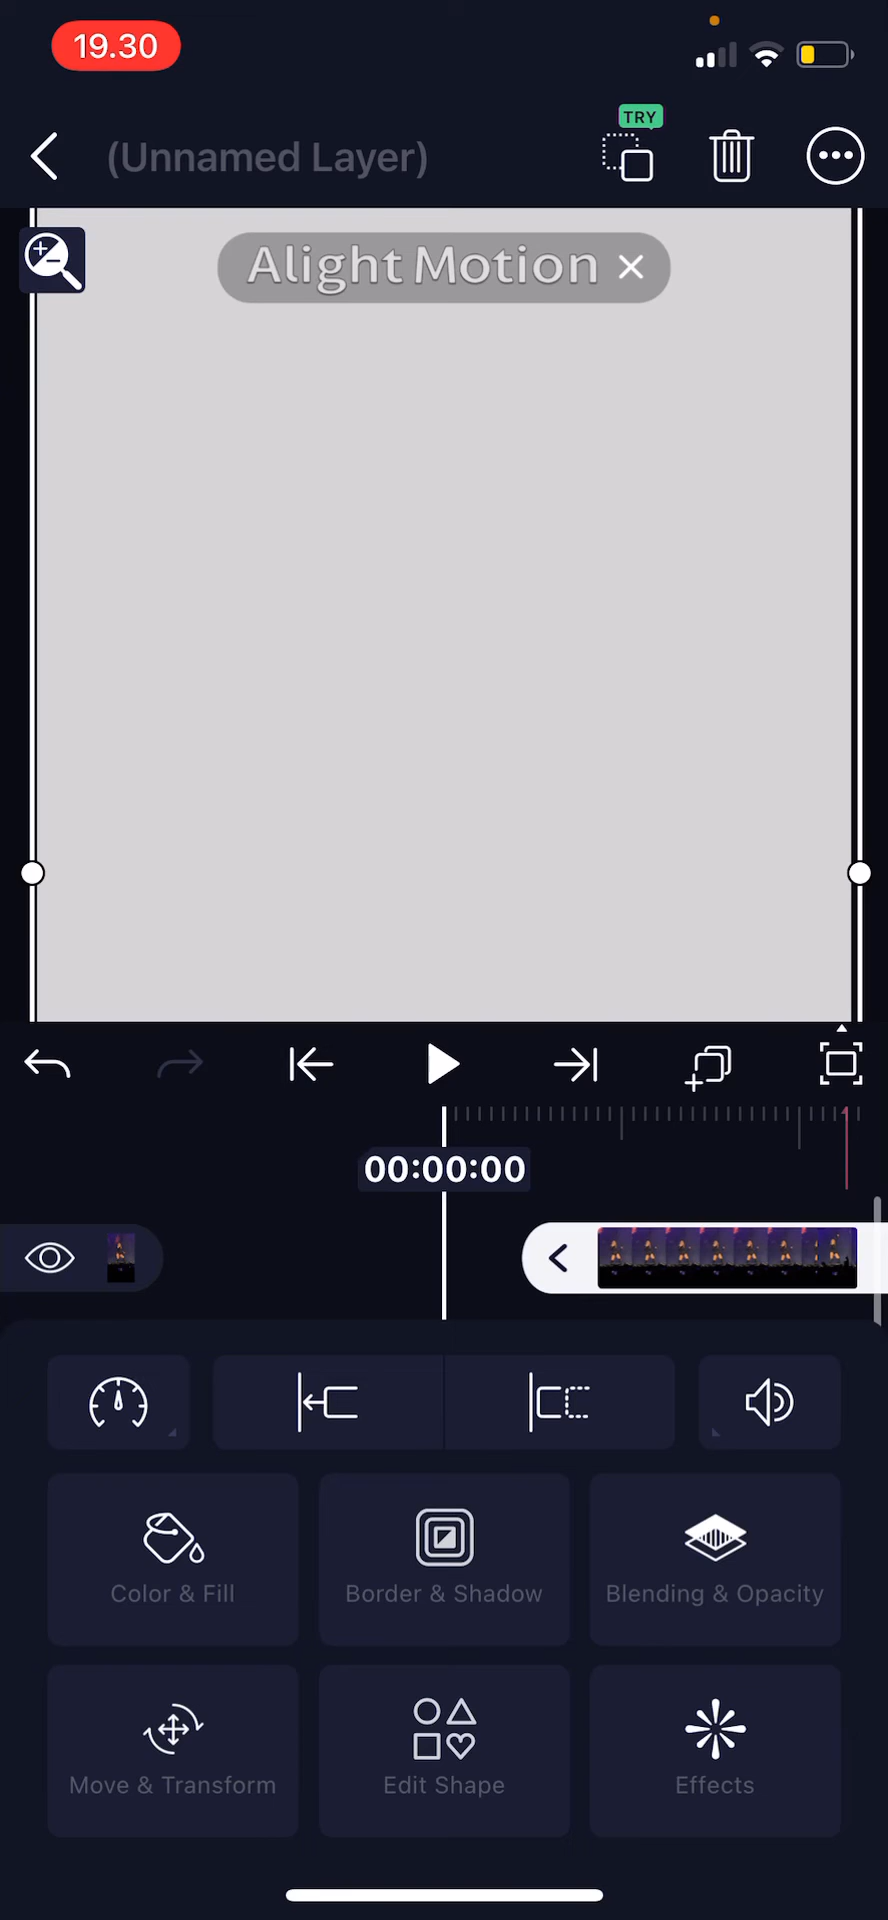 19.30
TRY
(Unnamed Layer)
Alight Motion
00:00:00
Color & Fill
Border & Shadow
Blending & Opacity
Move & Transform
Edit Shape
Effects